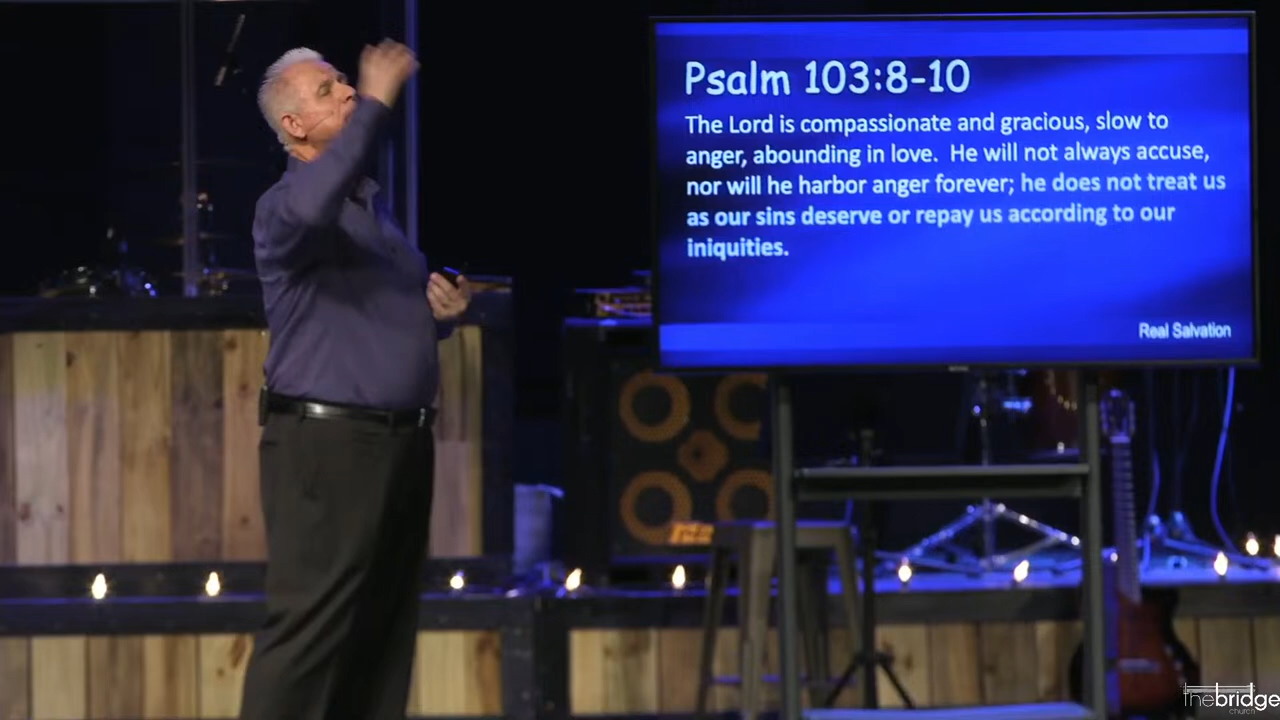 Psalm 103:8-10
The Lord is compassionate and gracious, slow to
anger, abounding in love.  He will not always accuse,
nor will he harbor anger forever; he does not treat us
as our sins deserve or repay us according to our
iniquities.
Real Salvation
thebridge
church